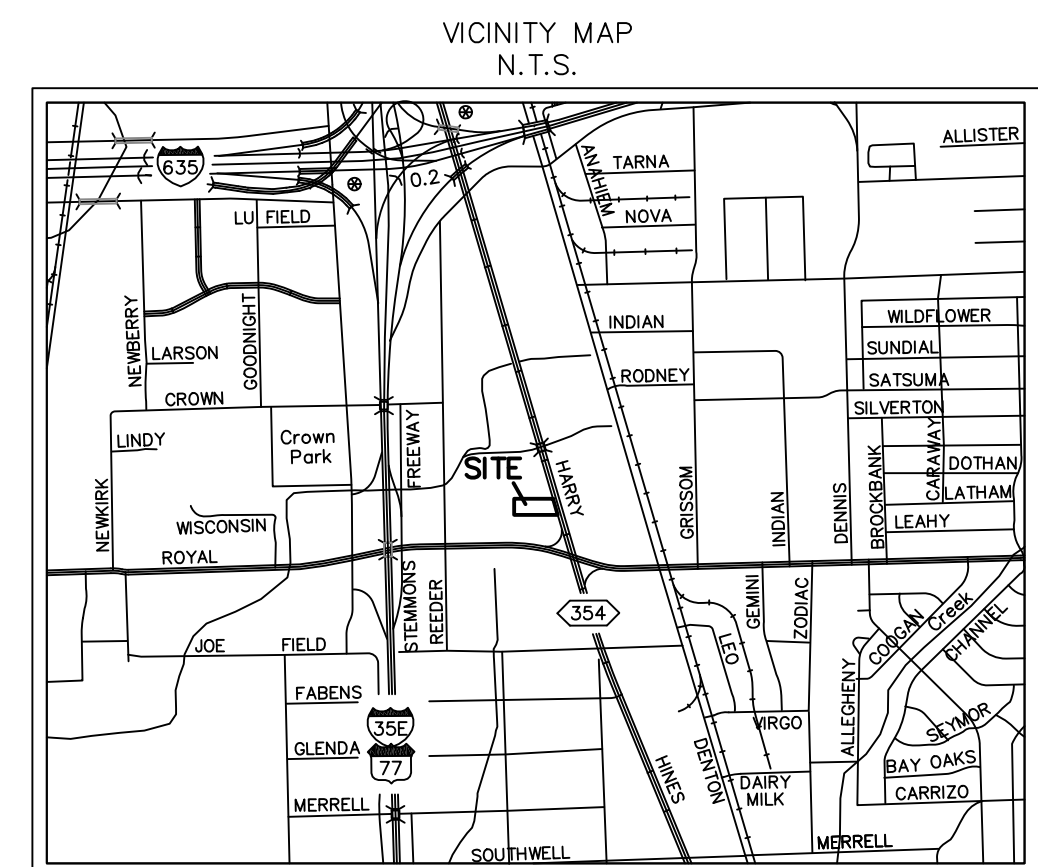 VICINITY MAP
N.T.S.
ALLISTER
635
0.2
ANAHIEM
TARNA
LU FIELD
NOVA
NEWBERRY
GOODNIGHT
INDIAN
WILDFLOWER
LARSON
SUNDIAL
RODNEY
SATSUMA
CROWN
SILVERTON
LINDY
Crown
Park
FREEWAY
SITE
HARRY
GRISSOM
INDIAN
DENNIS
BROCKBANK
CARAWAY
DOTHAN
LATHAM
NEWKIRK
WISCONSIN
LEAHY
ROYAL
STEMMONS
REEDER
354
GEMINI
ZODIAC
COOGAN
Creek
CHANNEL
JOE FIELD
LEO
ALLEGHENY
FABENS
35E
VIRGO
SEYMOR
GLENDA
77
HINES
DENTON
BAY OAKS
DAIRY
MILK
CARRIZO
MERRELL
SOUTHWELL
MERRELL